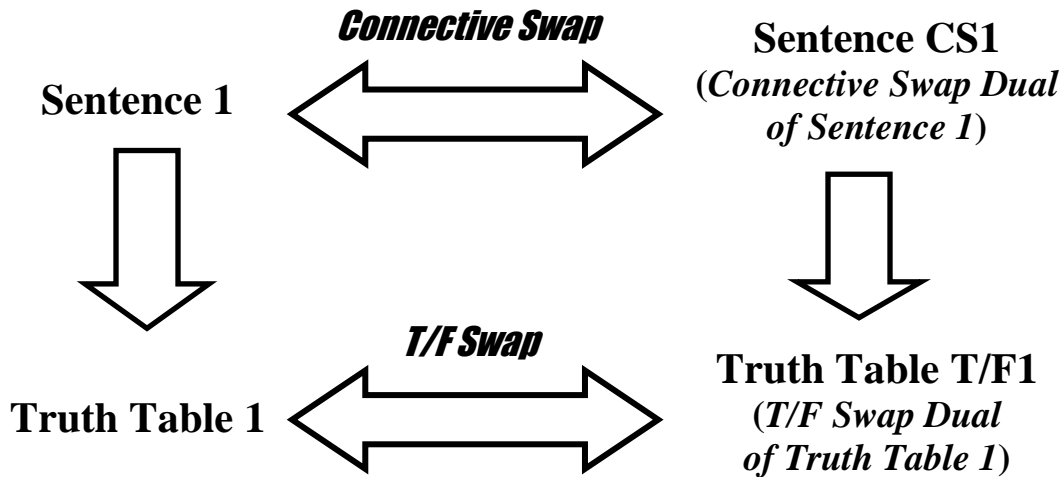 Connective Swap
Sentence 1
Sentence CS1
(Connective Swap Dual
of Sentence 1)
T/F Swap
Truth Table 1
Truth Table T/F1
(T/F Swap Dual
of Truth Table 1)